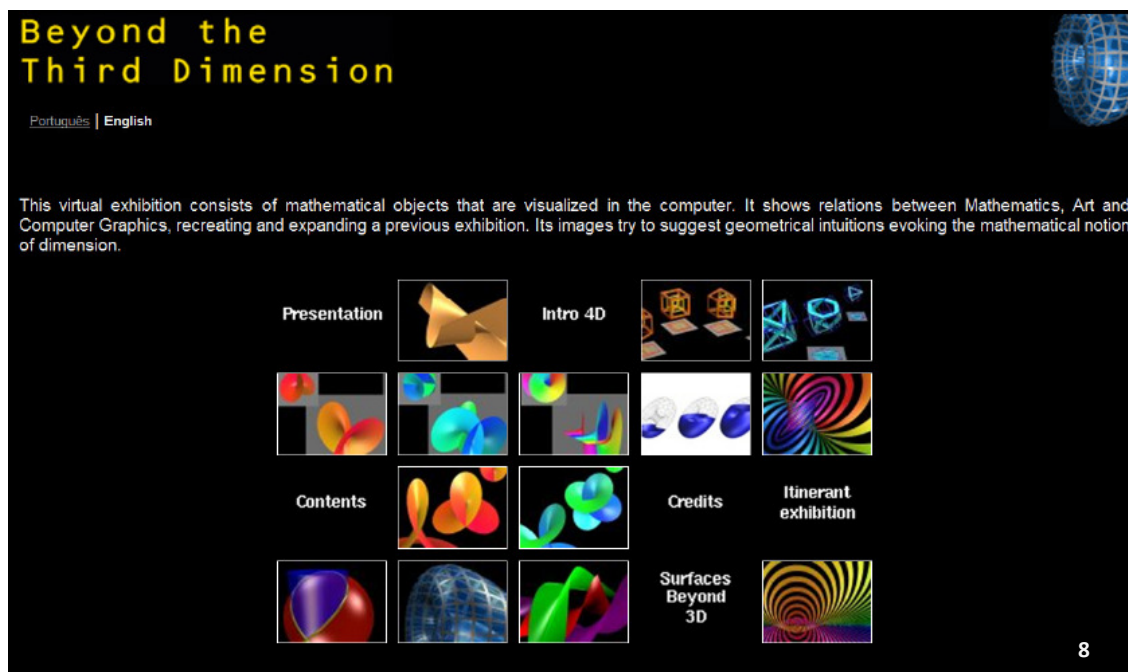 Beyond the
Third Dimension
Português | English
This virtual exhibition consists of mathematical objects that are visualized in the computer. It shows relations between Mathematics, Art and
Computer Graphics, recreating and expanding a previous exhibition. Its images try to suggest geometrical intuitions evoking the mathematical notion
of dimension.
Presentation
Intro 4D
Contents
Credits
Itinerant
exhibition
Surfaces
Beyond
3D
8